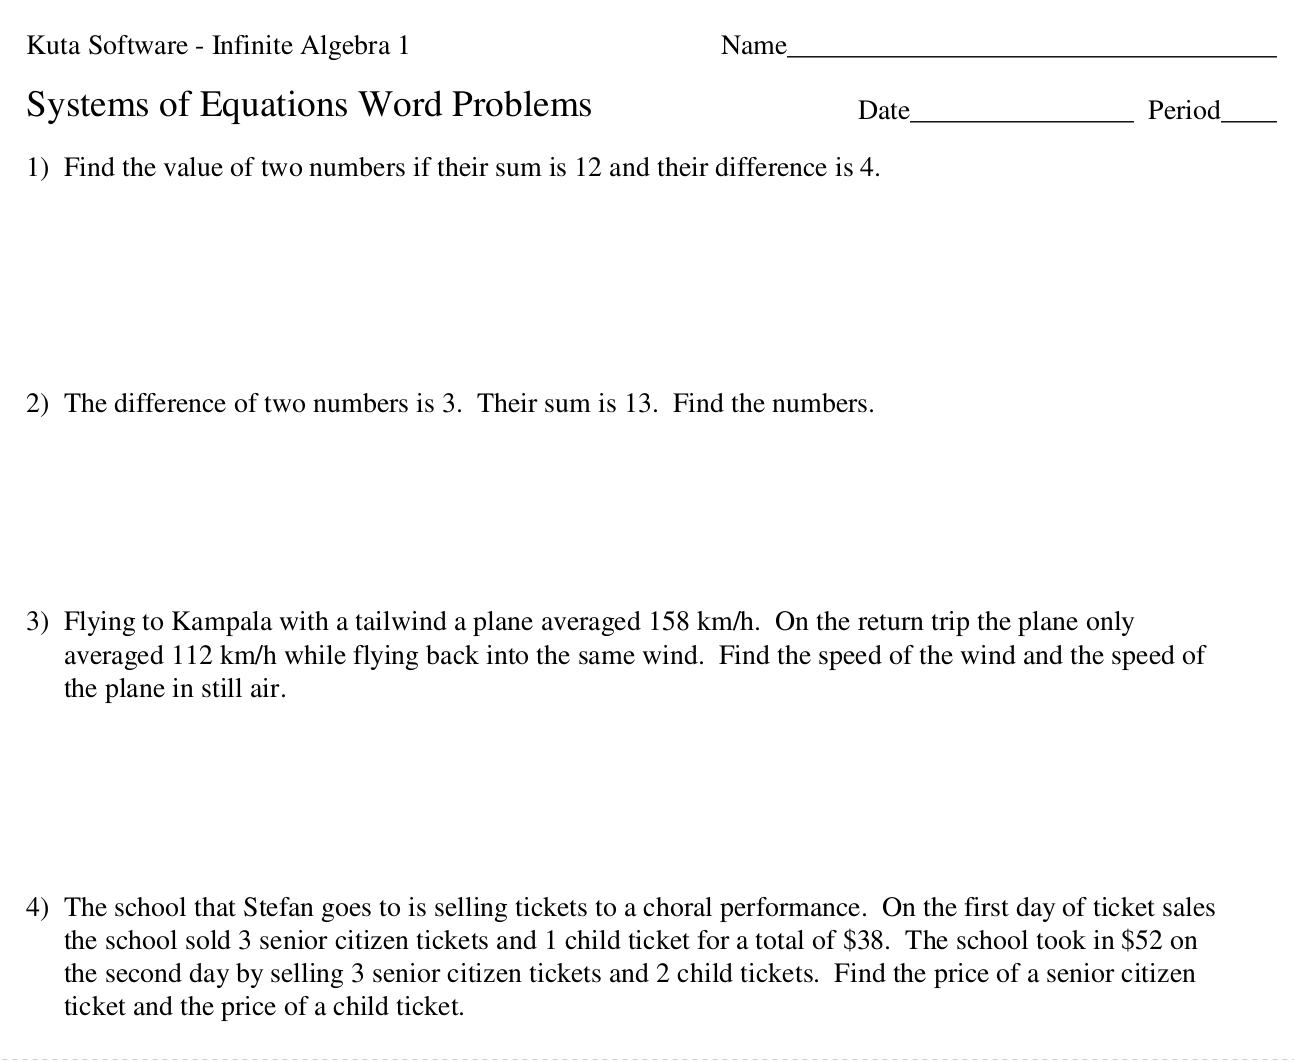 Kuta Software - Infinite Algebra 1
Name
Systems of Equations Word Problems
Date Period
1) Find the value of two numbers if their sum is 12 and their difference is 4.
2) The difference of two numbers is 3. Their sum is 13. Find the numbers.
3) Flying to Kampala with a tailwind a plane averaged 158 km/h. On the return trip the plane only
averaged 112 km/h while flying back into the same wind. Find the speed of the wind and the speed of
the plane in still air.
4) The school that Stefan goes to is selling tickets to a choral performance. On the first day of ticket sales
the school sold 3 senior citizen tickets and 1 child ticket for a total of $38. The school took in $52 on
the second day by selling 3 senior citizen tickets and 2 child tickets. Find the price of a senior citizen
ticket and the price of a child ticket.